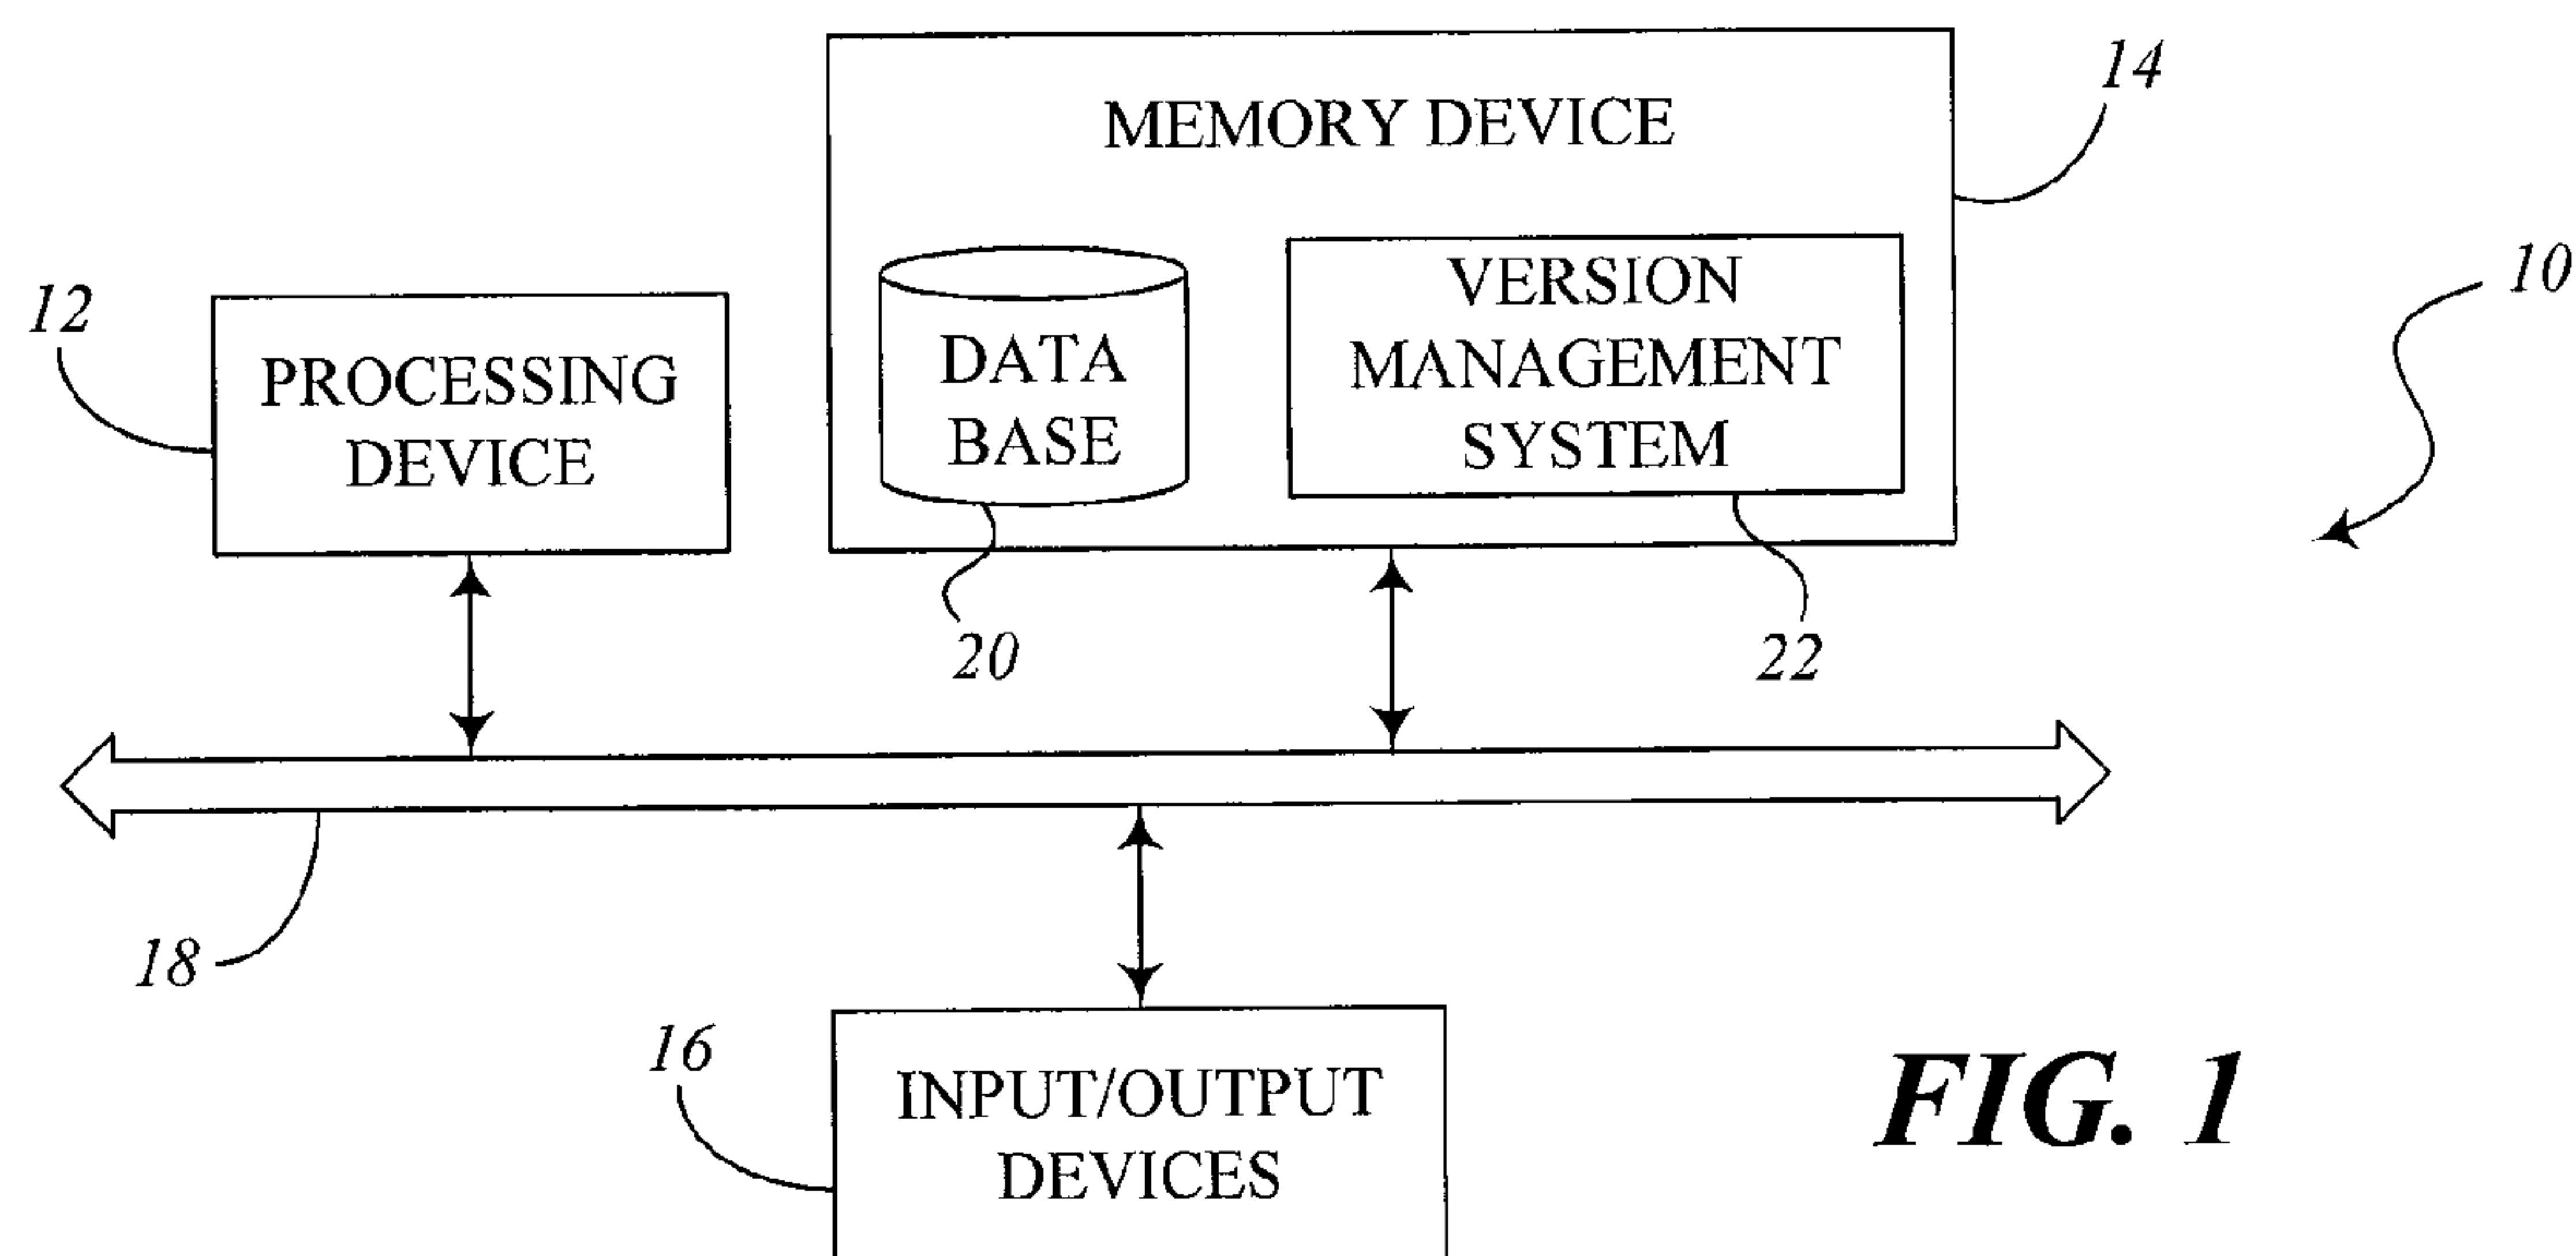 14
MEMORY DEVICE
10
12
PROCESSING
DEVICE
DATA
BASE
VERSION
MANAGEMENT
SYSTEM
20
22
18
16
INPUT/OUTPUT
DEVICES
FIG. 1